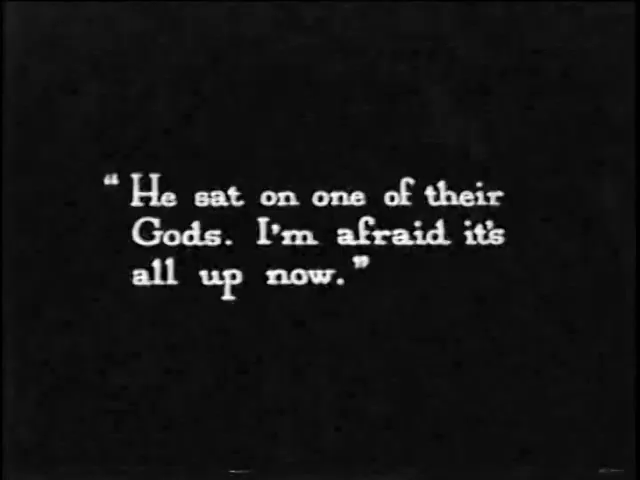 “He sat on one of their
Gods. I'm afraid it's
all up now.”